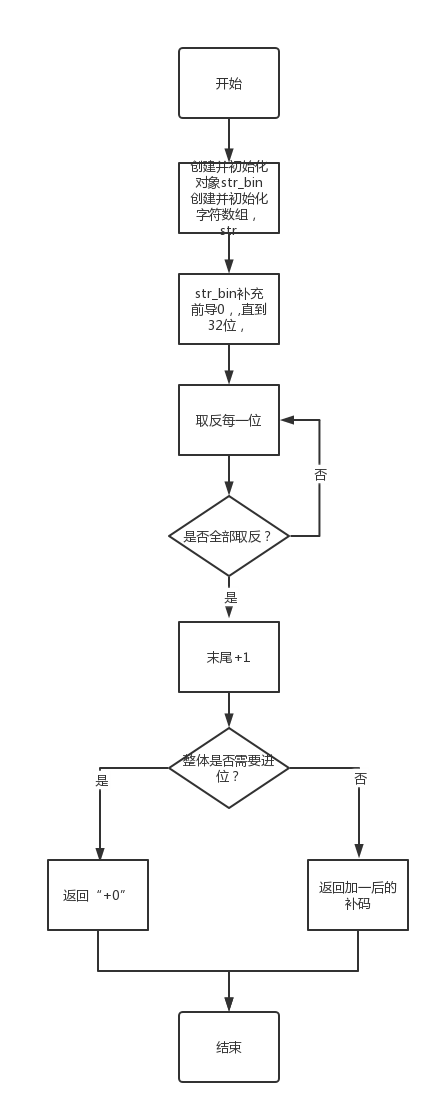 开始
创建并初始化
对象str_bin
创建并初始化
字符数组，
str
str_bin补充
前导0，,直到
32位，
取反每一位
否
是否全部取反？
是
末尾+1
整体是否需要进
位？
是
否
返回“+0”
返回加一后的
补码
结束